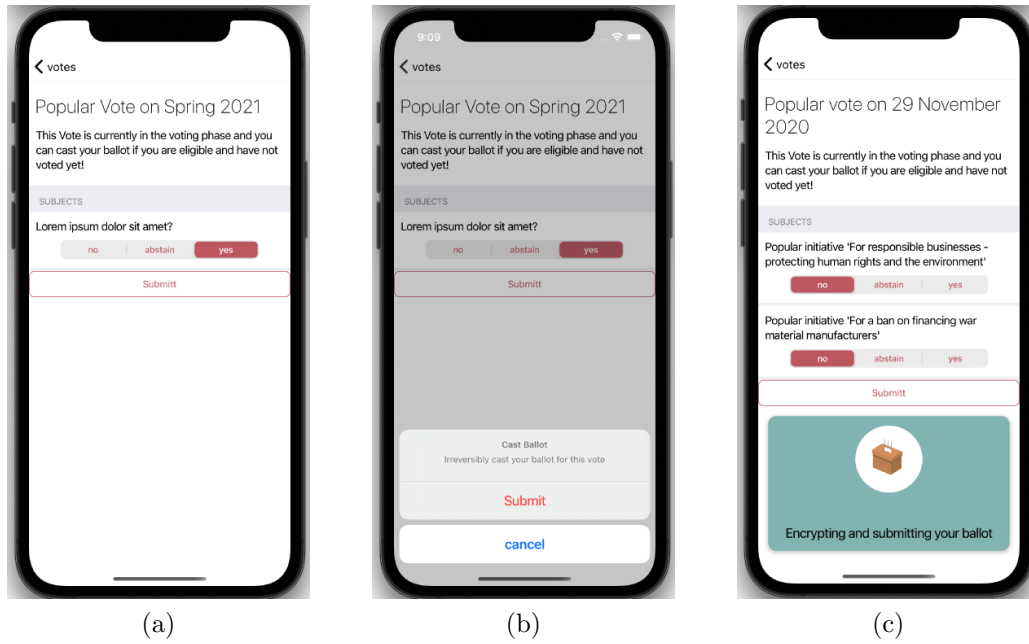 votes
Popular Vote on Spring 2021
This Vote is currently in the voting phase and you
can cast your ballot if you are eligible and have not
voted yet!
SUBJECTS
Lorem ipsum dolor sit amet?
no abstain yes
Submitt
(a)
9:09
votes
Popular Vote on Spring 2021
This Vote is currently in the voting phase and you
can cast your ballot if you are eligible and have not
voted yet!
SUBJECTS
Lorem ipsum dolor sit amet?
no abstain yes
Submitt
Cast Ballot
Irreversibly cast your ballot for this vote
Submit
cancel
(b)
votes
Popular vote on 29 November
2020
This Vote is currently in the voting phase and you
can cast your ballot if you are eligible and have not
voted yet!
SUBJECTS
Popular initiative 'For responsible businesses -
protecting human rights and the environment'
no abstain yes
Popular initiative 'For a ban on financing war
material manufacturers'
no abstain yes
Submitt
Encrypting and submitting your ballot
(c)